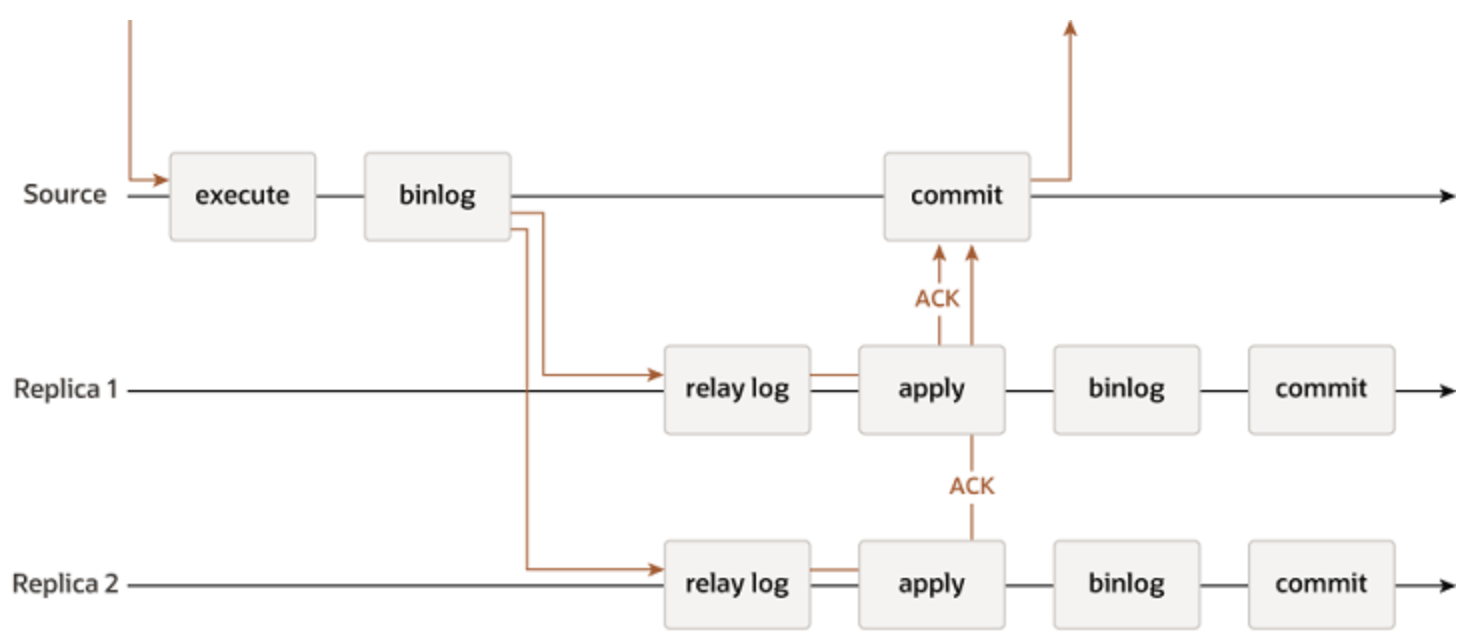 Source execute binlog commit
ACK
Replica 1 relay log apply binlog commit
ACK
Replica 2 relay log apply binlog commit